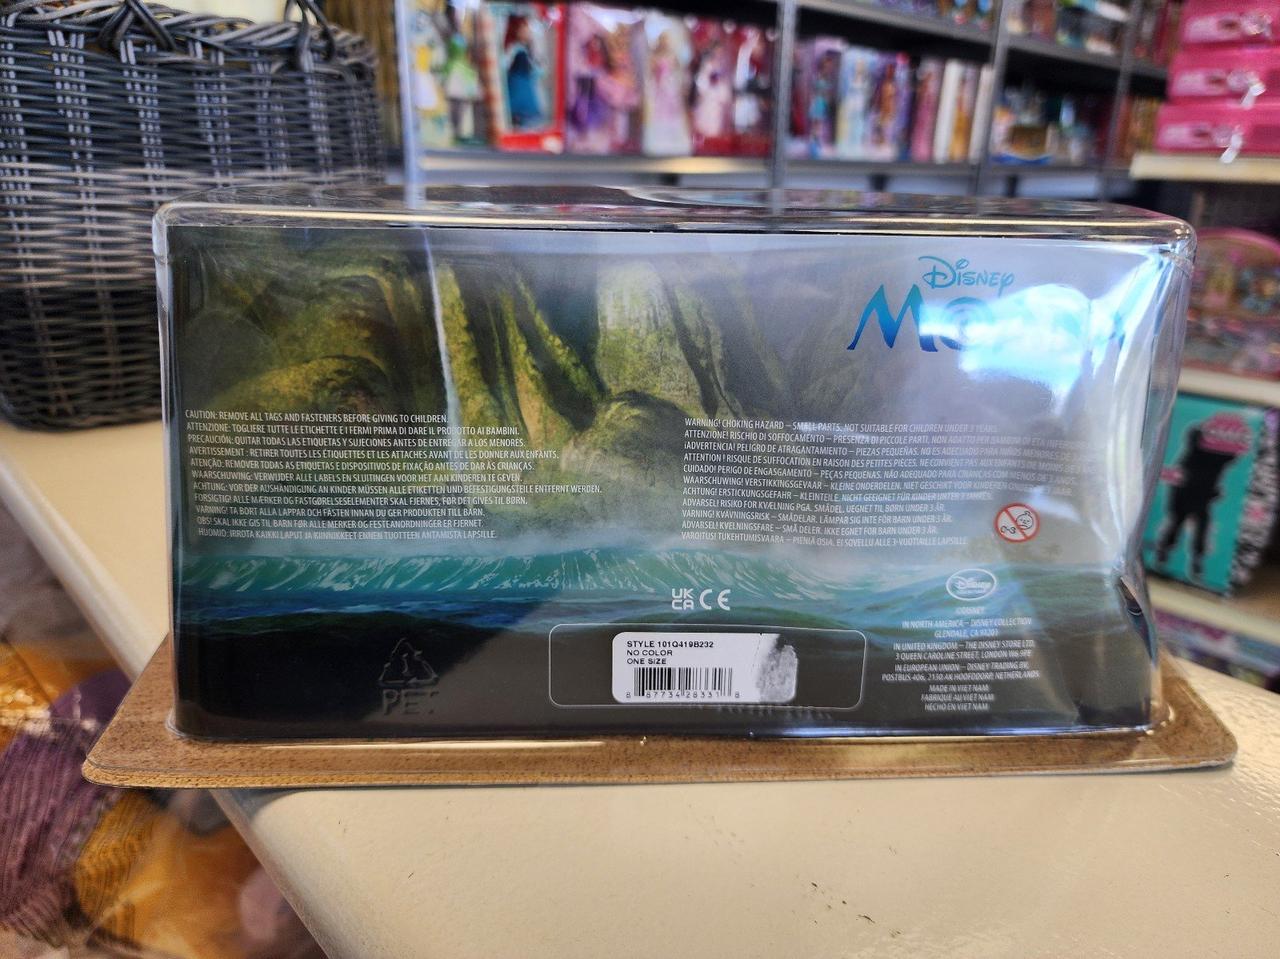 DISNEY
CAUTION: REMOVE ALL TAGS AND FASTENERS BEFORE GIVING TO CHILDREN.
ATTENZIONE: TOGLIERE TUTTE LE ETICHETTE E I FERMI PRIMA DI DARE IL PRODOTTO AI BAMBINI.
PRECAUCIÓN: QUITAR TODAS LAS ETIQUETAS Y SUJECIONES ANTES DE ENTREGAR A LOS MENORES.
AVERTISSEMENT : RETIRER TOUTES LES ÉTIQUETTES ET LES ATTACHES AVANT DE LES DONNER AUX ENFANTS.
ATENÇÃO: REMOVER TODAS AS ETIQUETAS E DISPOSITIVOS DE FIXAÇÃO ANTES DE DAR ÀS CRIANÇAS.
WAARSCHUWING: VERWIJDER ALLE LABELS EN SLUITINGEN VOOR HET AAN KINDEREN TE GEVEN.
ACHTUNG: VOR DER AUSHÄNDIGUNG AN KINDER MÜSSEN ALLE ETIKETTEN UND BEFESTIGUNGSTEILE ENTFERNT WERDEN.
FORSIGTIG! ALLE MÆRKER OG FASTGØRELSESELEMENTER SKAL FJERNES, FØR DET GIVES TIL BØRN.
VARNING! TA BORT ALLA LAPPAR OCH FÄSTEN INNAN DU GER PRODUKTEN TILL BARN.
OBS! SKAL IKKE GIS TIL BARN FØR ALLE MERKER OG FESTEANORDNINGER ER FJERNET.
HUOMIO: IRROTA KAIKKI LAPUT JA KIINNIKKEET ENNEN TUOTTEEN ANTAMISTA LAPSILLE.
WARNING! CHOKING HAZARD – SMALL PARTS. NOT SUITABLE FOR CHILDREN UNDER 3 YEARS.
ATTENZIONE! RISCHIO DI SOFFOCAMENTO – PRESENZA DI PICCOLE PARTI. NON ADATTO PER BAMBINI DI ETÀ
¡ADVERTENCIA! PELIGRO DE ATRAGANTAMIENTO – PIEZAS PEQUEÑAS. NO ES ADECUADO PARA NIÑOS MENORES DE
ATTENTION ! RISQUE DE SUFFOCATION EN RAISON DES PETITES PIÈCES. NE CONVIENT PAS AUX ENFANTS DE MOINS DE
CUIDADO! PERIGO DE ENGASGAMENTO – PEÇAS PEQUENAS. NÃO ADEQUADO PARA CRIANÇAS COM MENOS DE 3 ANOS.
WAARSCHUWING! VERSTIKKINGSGEVAAR – KLEINE ONDERDELEN. NIET GESCHIKT VOOR KINDEREN ONDER
ACHTUNG! ERSTICKUNGSGEFAHR – KLEINTEILE. NICHT GEEIGNET FÜR KINDER UNTER 3 JAHREN.
ADVARSEL! RISIKO FOR KVÆLNING PGA. SMÅDEL. UEGNET TIL BØRN UNDER 3 ÅR.
VARNING! KVÄVNINGSRISK – SMÅDELAR. LÄMPAR SIG INTE FÖR BARN UNDER 3 ÅR.
ADVARSEL! KVELNINGSFARE – SMÅ DELER. IKKE EGNET FOR BARN UNDER 3 ÅR.
VAROITUS! TUKEHTUMISVAARA – PIENIÄ OSIA. EI SOVELLU ALLE 3-VUOTIAILLE LAPSILLE.
0-3
UK
CA CE
1
PET
STYLE 101Q419B232
NO COLOR
ONE SIZE
8 87734 28331 8
Disney
©DISNEY
IN NORTH AMERICA – DISNEY COLLECTION
GLENDALE, CA 91203
IN UNITED KINGDOM – THE DISNEY STORE LTD.
3 QUEEN CAROLINE STREET, LONDON W6 9PE
IN EUROPEAN UNION – DISNEY TRADING BV,
POSTBUS 406, 2130 AK HOOFDDORP, NETHERLANDS
MADE IN VIET NAM
FABRIQUÉ AU VIET NAM
HECHO EN VIET NAM